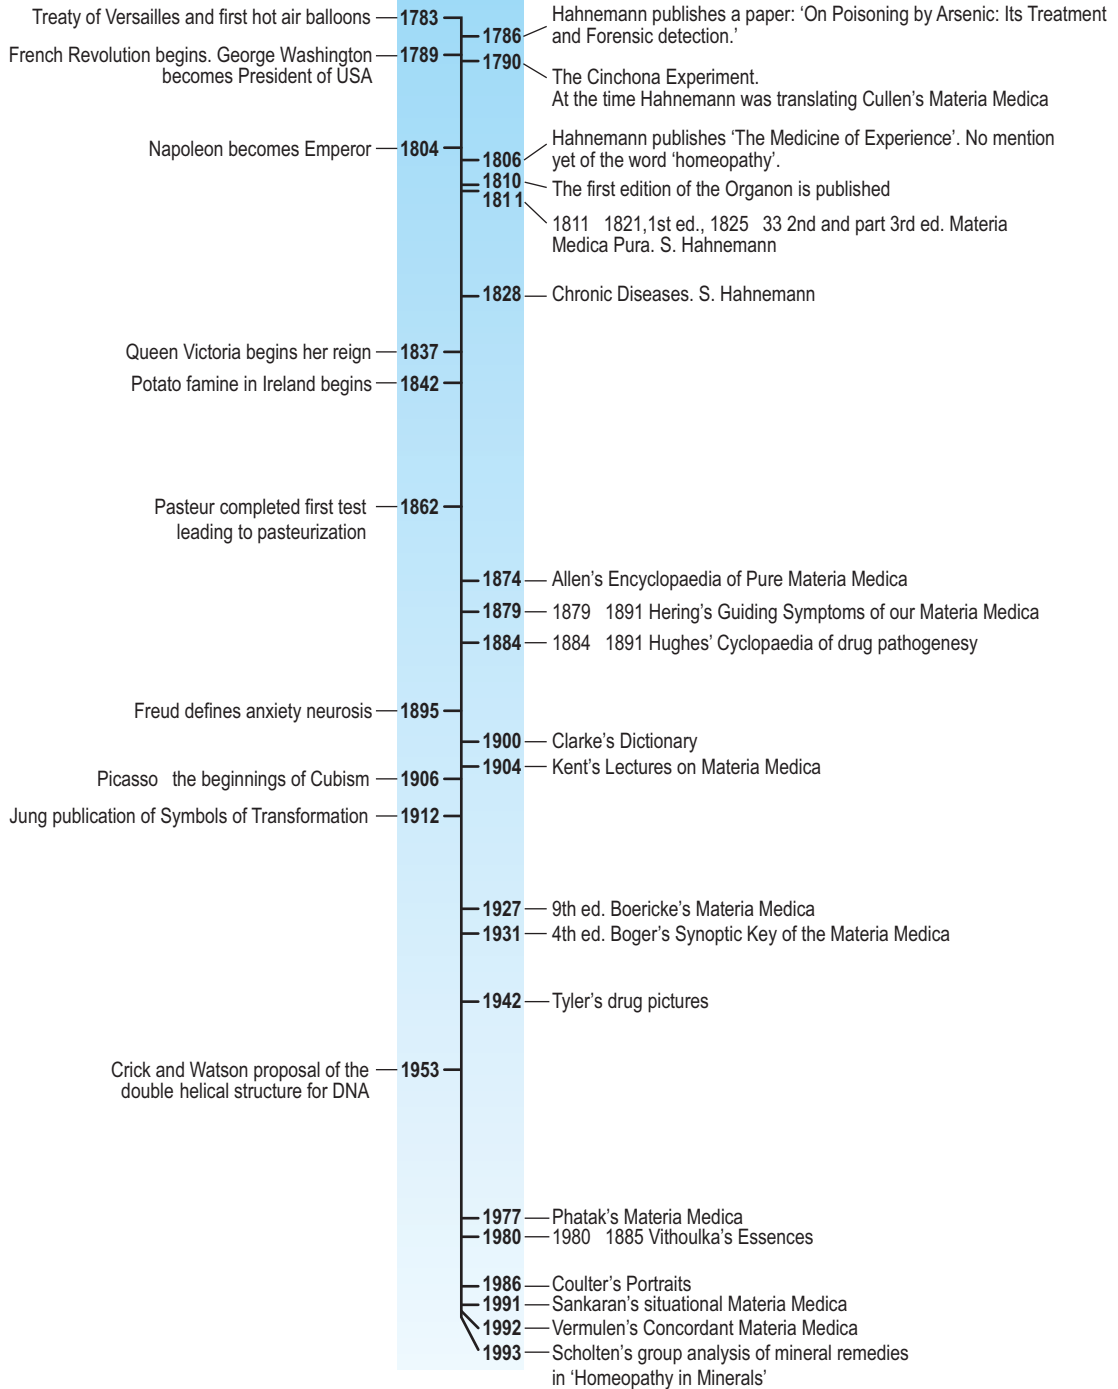 Treaty of Versailles and first hot air balloons 1783
1786 Hahnemann publishes a paper: ‘On Poisoning by Arsenic: Its Treatment
and Forensic detection.’
French Revolution begins. George Washington 1789
becomes President of USA
1790 The Cinchona Experiment.
At the time Hahnemann was translating Cullen’s Materia Medica
Napoleon becomes Emperor 1804
1806 Hahnemann publishes ‘The Medicine of Experience’. No mention
yet of the word ‘homeopathy’.
1810 The first edition of the Organon is published
1811
1811 1821,1st ed., 1825 33 2nd and part 3rd ed. Materia
Medica Pura. S. Hahnemann
1828 Chronic Diseases. S. Hahnemann
Queen Victoria begins her reign 1837
Potato famine in Ireland begins 1842
Pasteur completed first test 1862
leading to pasteurization
1874 Allen’s Encyclopaedia of Pure Materia Medica
1879 1879 1891 Hering’s Guiding Symptoms of our Materia Medica
1884 1884 1891 Hughes’ Cyclopaedia of drug pathogenesy
Freud defines anxiety neurosis 1895
1900 Clarke’s Dictionary
1904 Kent’s Lectures on Materia Medica
Picasso the beginnings of Cubism 1906
Jung publication of Symbols of Transformation 1912
1927 9th ed. Boericke’s Materia Medica
1931 4th ed. Boger’s Synoptic Key of the Materia Medica
1942 Tyler’s drug pictures
Crick and Watson proposal of the 1953
double helical structure for DNA
1977 Phatak’s Materia Medica
1980 1980 1885 Vithoulka’s Essences
1986 Coulter’s Portraits
1991 Sankaran’s situational Materia Medica
1992 Vermulen’s Concordant Materia Medica
1993 Scholten’s group analysis of mineral remedies
in ‘Homeopathy in Minerals’